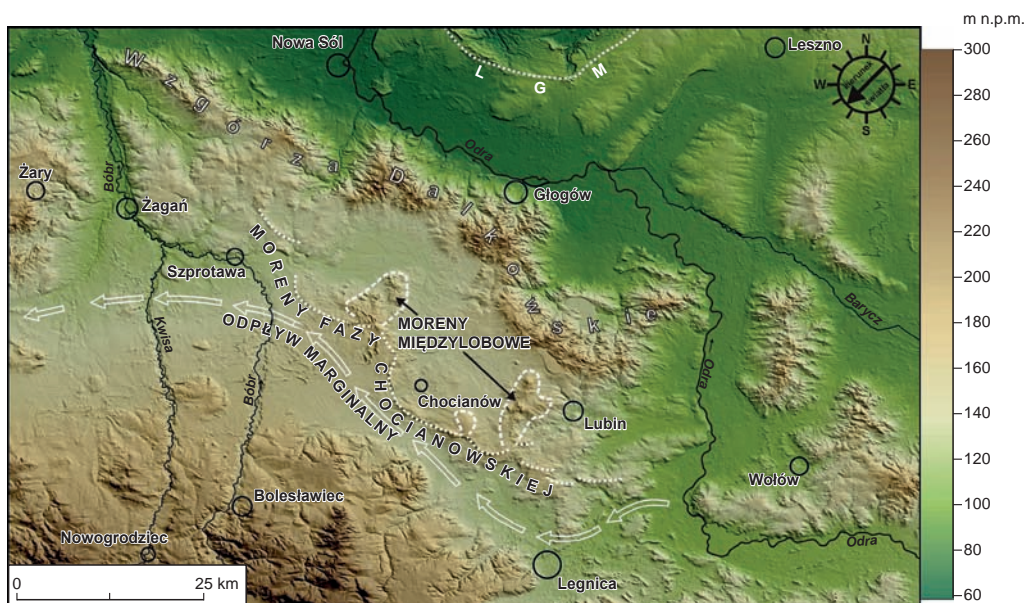 m n.p.m.
300
280
260
240
220
200
180
160
140
120
100
80
60
Nowa Sól
Leszno
L G M
N
W E
S
kierunek
świata
Wzgórza Dalkowskie
Odra
Żary
Bóbr
Żagań
Głogów
Szprotawa
MORENY FAZY CHOCIANOWSKIEJ
Barycz
ODPŁYW MARGINALNY
MORENY
MIĘDZYLOBOWE
Kwisa
Bóbr
Odra
Chocianów
Lubin
Wołów
Bolesławiec
Nowogrodziec
Odra
Legnica
0 25 km